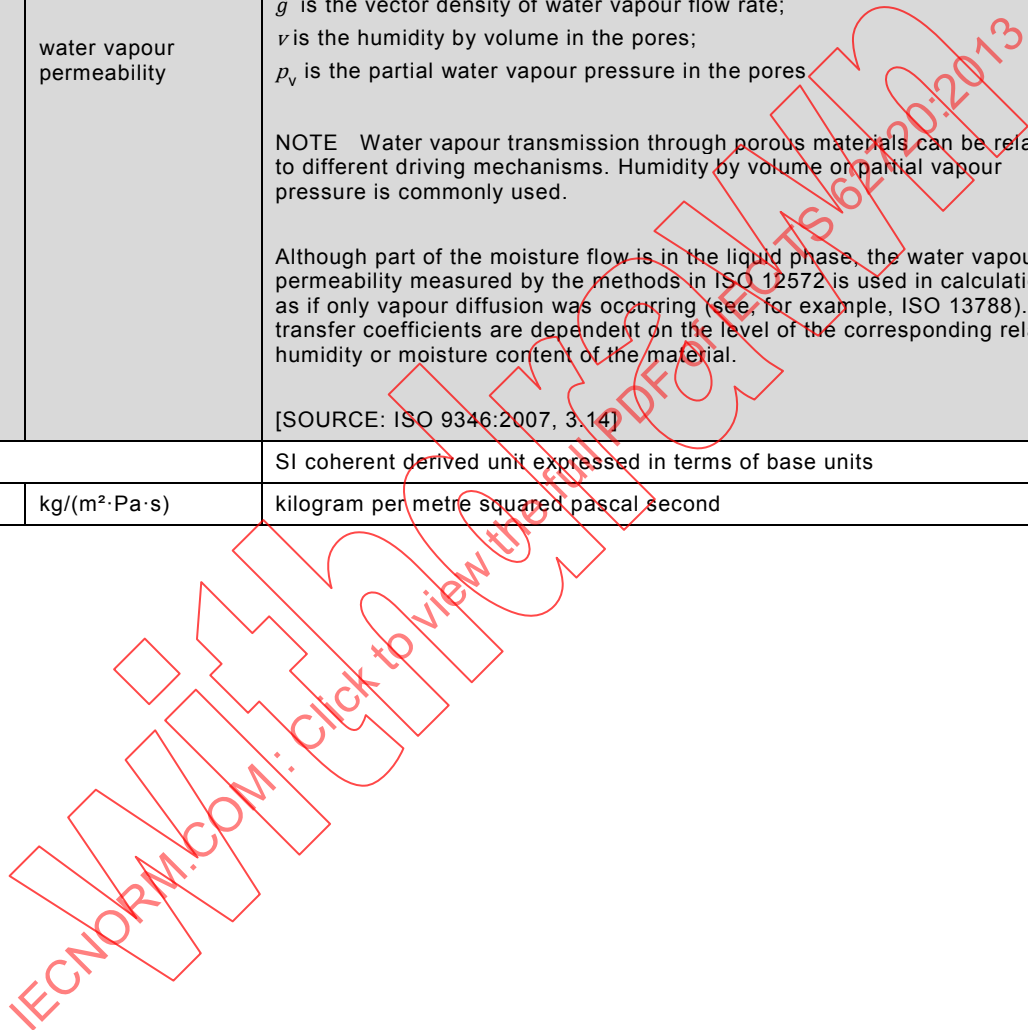 g is the vector density of water vapour flow rate;
water vapour
permeability
v is the humidity by volume in the pores;
pv is the partial water vapour pressure in the pores
NOTE Water vapour transmission through porous materials can be rela
to different driving mechanisms. Humidity by volume or partial vapour
pressure is commonly used.
Although part of the moisture flow is in the liquid phase, the water vapou
permeability measured by the methods in ISO 12572 is used in calculati
as if only vapour diffusion was occurring (see, for example, ISO 13788).
transfer coefficients are dependent on the level of the corresponding rela
humidity or moisture content of the material.
[SOURCE: ISO 9346:2007, 3.14]
SI coherent derived unit expressed in terms of base units
kg/(m²·Pa·s)
kilogram per metre squared pascal second
IECNORM.COM : Click to view the full PDF of IEC TS 62720:2013
withdrawn